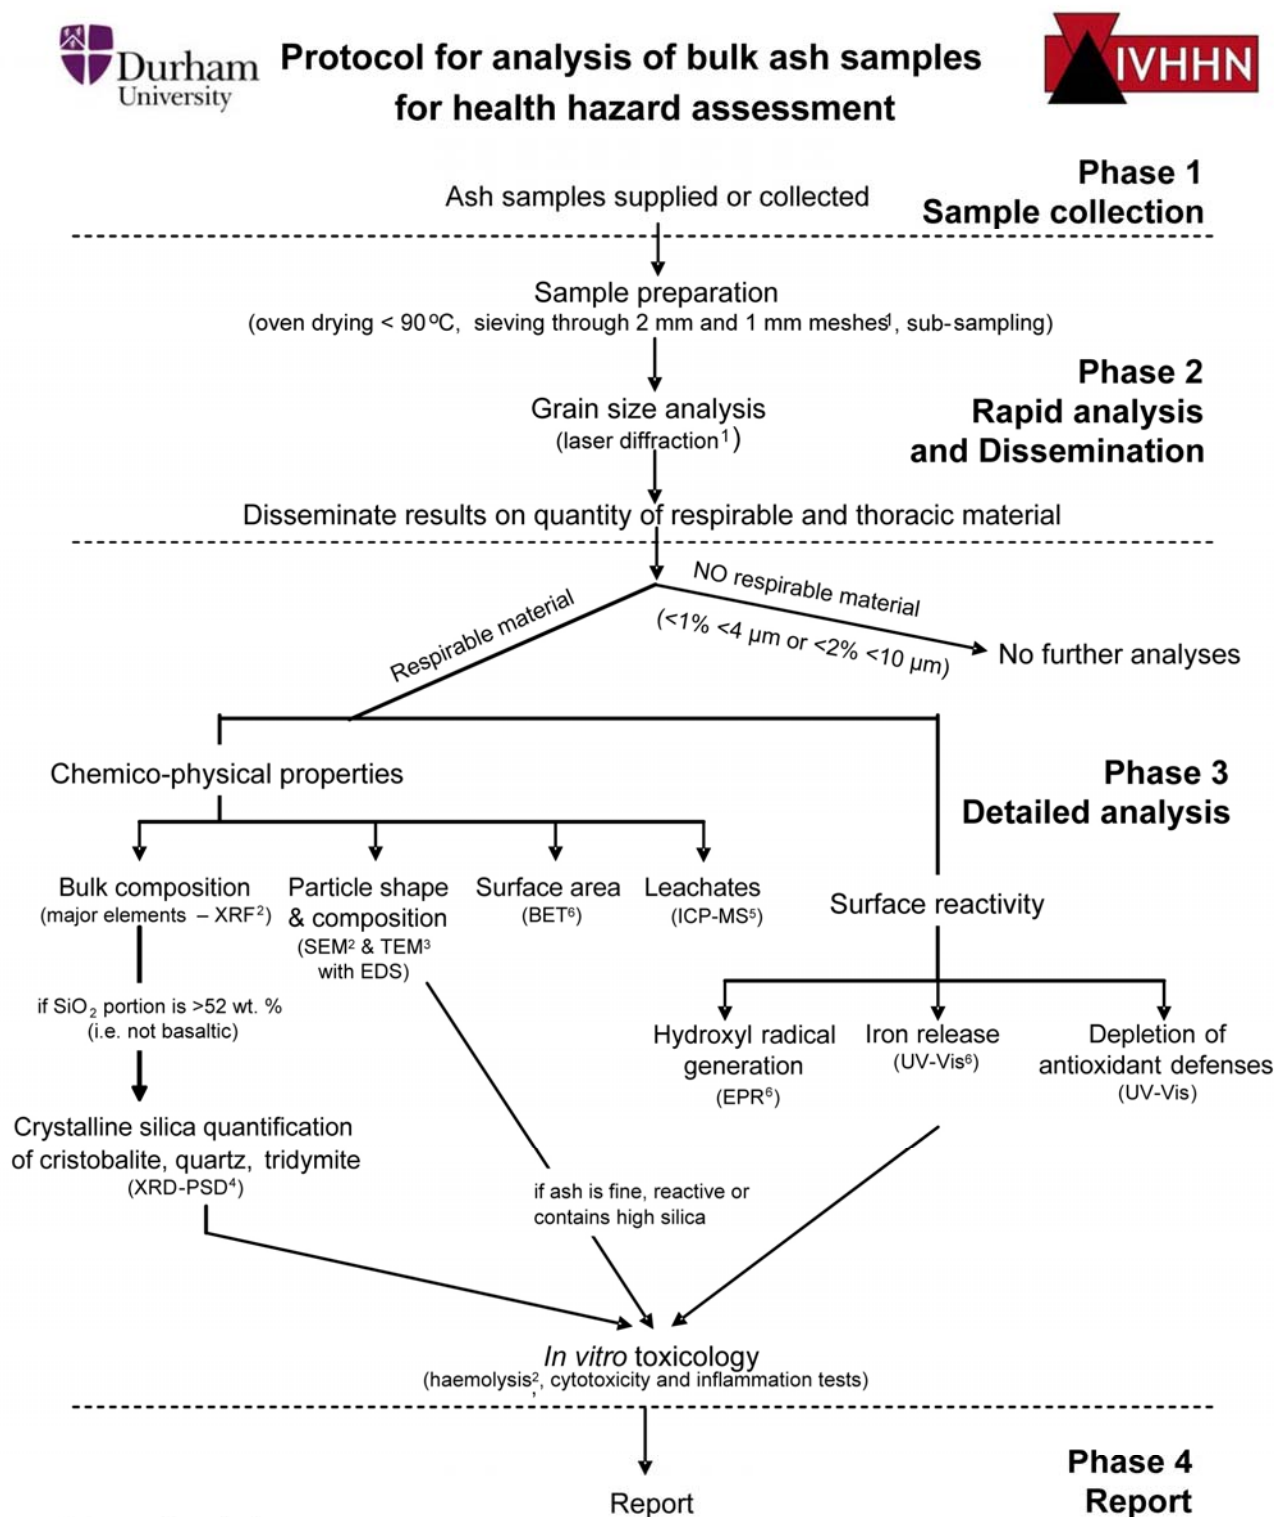 Durham
University
Protocol for analysis of bulk ash samples
for health hazard assessment
IVHHN
Phase 1
Sample collection
Ash samples supplied or collected
Sample preparation
(oven drying < 90ºC, sieving through 2 mm and 1 mm meshes¹, sub-sampling)
Phase 2
Rapid analysis
and Dissemination
Grain size analysis
(laser diffraction¹)
Disseminate results on quantity of respirable and thoracic material
Respirable material
NO respirable material
(<1% <4 µm or <2% <10 µm)
No further analyses
Chemico-physical properties
Phase 3
Detailed analysis
Bulk composition
(major elements – XRF²)
Particle shape
& composition
(SEM² & TEM³
with EDS)
Surface area
(BET⁶)
Leachates
(ICP-MS⁵)
Surface reactivity
if SiO₂ portion is >52 wt. %
(i.e. not basaltic)
Hydroxyl radical
generation
(EPR⁶)
Iron release
(UV-Vis⁶)
Depletion of
antioxidant defenses
(UV-Vis)
Crystalline silica quantification
of cristobalite, quartz, tridymite
(XRD-PSD⁴)
if ash is fine, reactive or
contains high silica
In vitro toxicology
(haemolysis², cytotoxicity and inflammation tests)
Phase 4
Report
Report